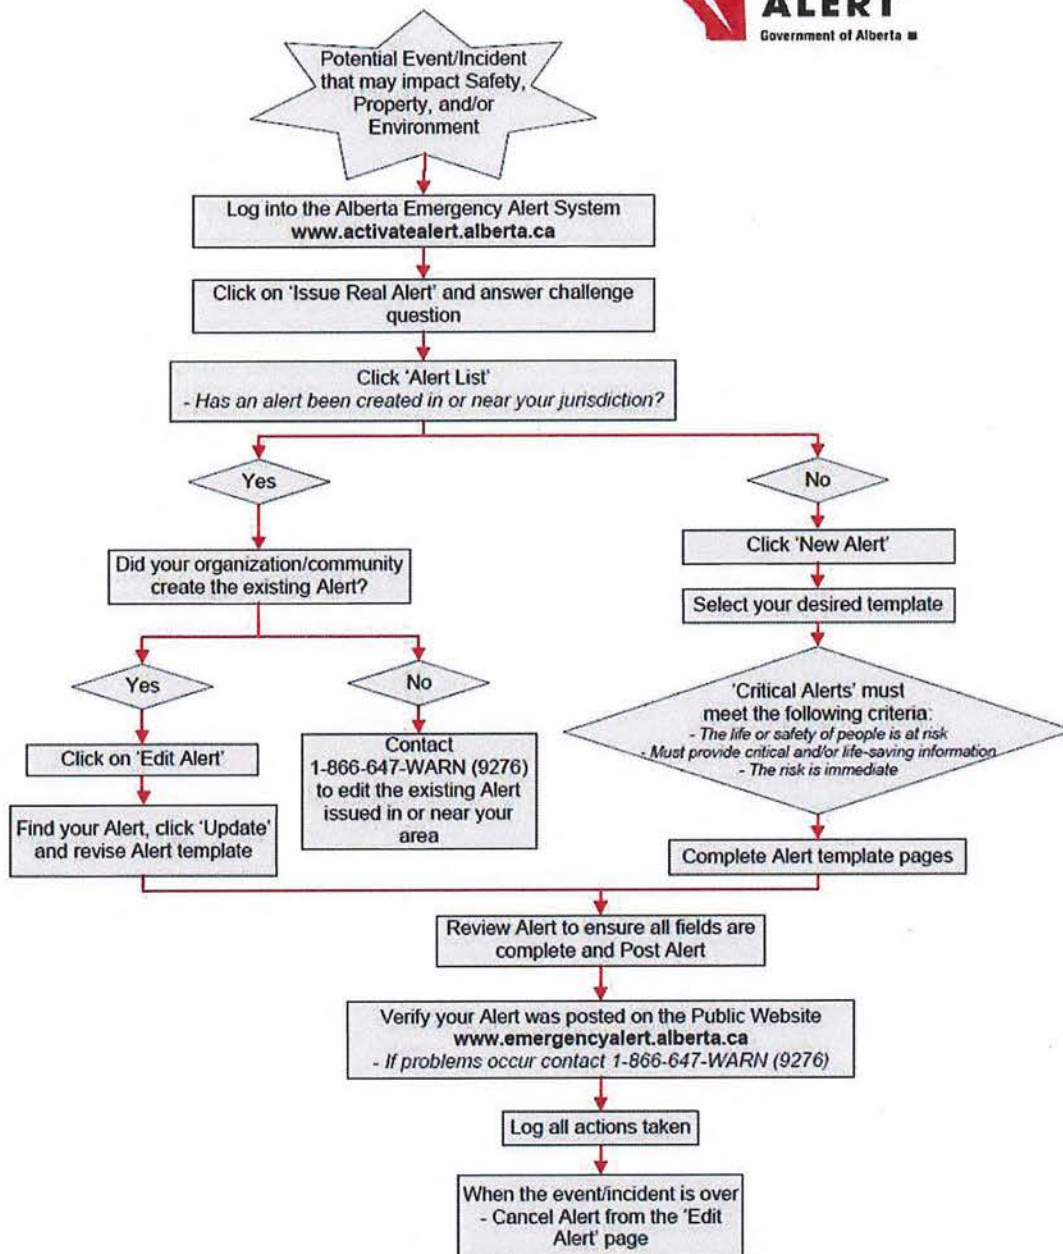 ALERT
Government of Alberta
Potential Event/Incident
that may impact Safety,
Property, and/or
Environment
Log into the Alberta Emergency Alert System
www.activatealert.alberta.ca
Click on 'Issue Real Alert' and answer challenge
question
Click 'Alert List'
- Has an alert been created in or near your jurisdiction?
Yes
No
Did your organization/community
create the existing Alert?
Click 'New Alert'
Select your desired template
Yes
No
'Critical Alerts' must
meet the following criteria:
- The life or safety of people is at risk
- Must provide critical and/or life-saving information
- The risk is immediate
Click on 'Edit Alert'
Contact
1-866-647-WARN (9276)
to edit the existing Alert
issued in or near your
area
Find your Alert, click 'Update'
and revise Alert template
Complete Alert template pages
Review Alert to ensure all fields are
complete and Post Alert
Verify your Alert was posted on the Public Website
www.emergencyalert.alberta.ca
- If problems occur contact 1-866-647-WARN (9276)
Log all actions taken
When the event/incident is over
- Cancel Alert from the 'Edit
Alert' page